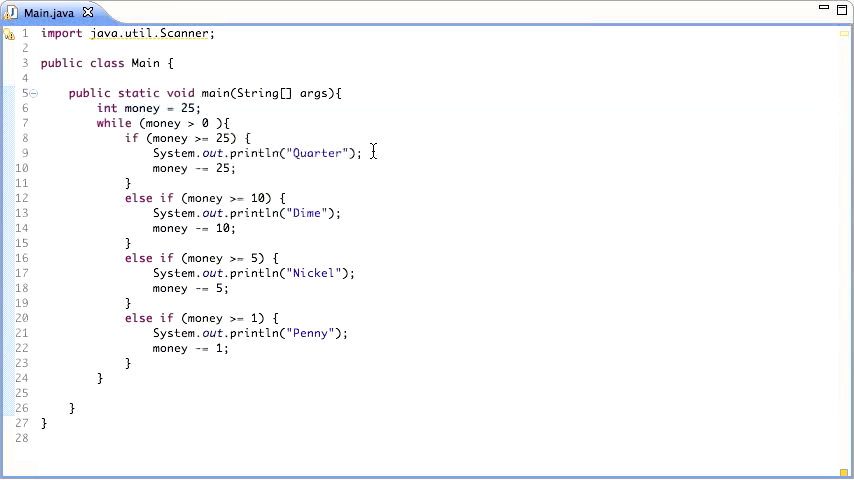 Main.java
1 import java.util.Scanner;
2
3 public class Main {
4
5 public static void main(String[] args){
6 int money = 25;
7 while (money > 0 ){
8 if (money >= 25) {
9 System.out.println("Quarter");
10 money -= 25;
11 }
12 else if (money >= 10) {
13 System.out.println("Dime");
14 money -= 10;
15 }
16 else if (money >= 5) {
17 System.out.println("Nickel");
18 money -= 5;
19 }
20 else if (money >= 1) {
21 System.out.println("Penny");
22 money -= 1;
23 }
24 }
25
26 }
27 }
28